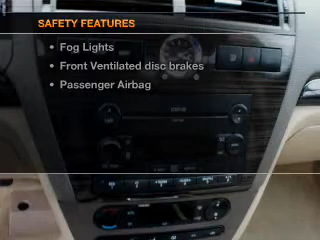 SAFETY FEATURES
• Fog Lights
• Front Ventilated disc brakes
• Passenger Airbag